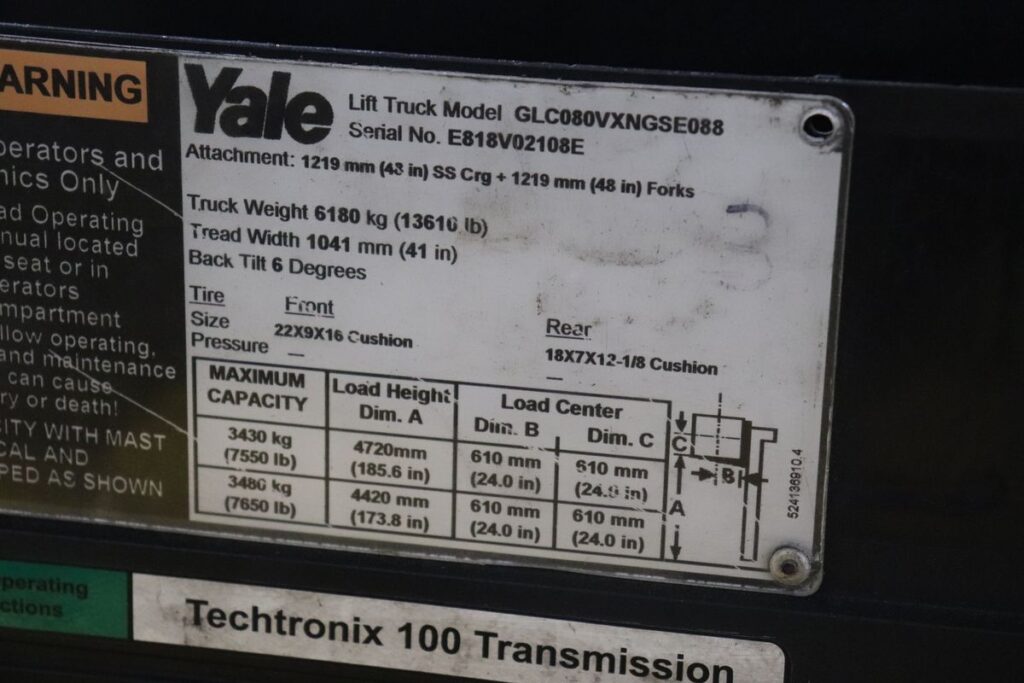 ARNING
perators and
nics Only
ad Operating
nual located
seat or in
erators
mpartment
llow operating,
and maintenance
can cause
ry or death!
CITY WITH MAST
CAL AND
PED AS SHOWN
Yale
Lift Truck Model GLC080VXNGSE088
Serial No. E818V02108E
Attachment: 1219 mm (48 in) SS Crg + 1219 mm (48 in) Forks
Truck Weight 6180 kg (13610 lb)
Tread Width 1041 mm (41 in)
Back Tilt 6 Degrees
Tire Front Rear
Size 22X9X16 Cushion 18X7X12-1/8 Cushion
Pressure — —
MAXIMUM CAPACITY Load Height Dim. A Load Center Dim. B Dim. C
3430 kg (7550 lb) 4720mm (185.6 in) 610 mm (24.0 in) 610 mm (24.0 in)
3480 kg (7650 lb) 4420 mm (173.8 in) 610 mm (24.0 in) 610 mm (24.0 in)
C
B
A
524136910.4
perating
ctions
Techtronix 100 Transmission